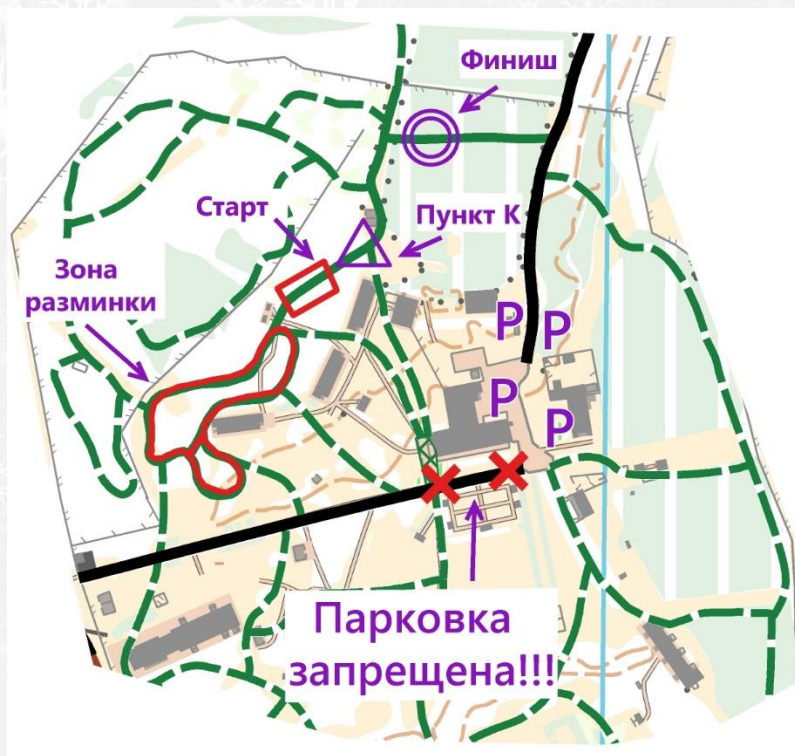 Финиш
Старт
Пункт К
Зона
разминки
P P
P
P
Парковка
запрещена!!!